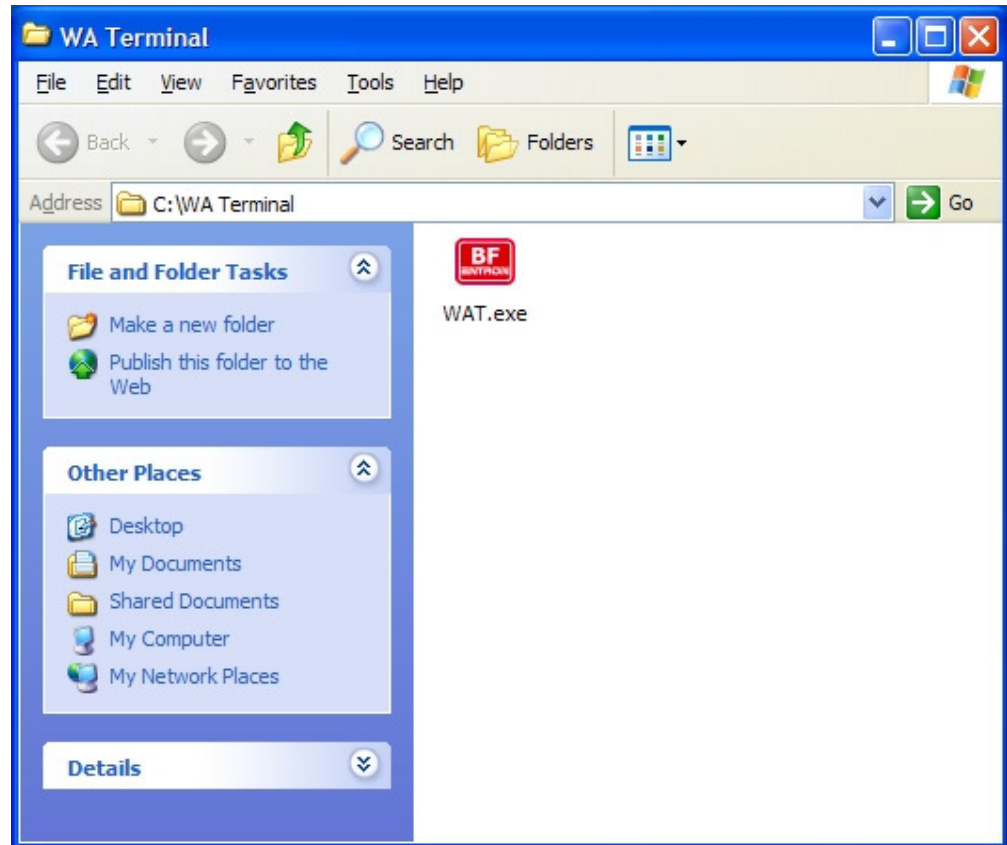 WA Terminal
File Edit View Favorites Tools Help
Back Search Folders
Address C:\WA Terminal Go
File and Folder Tasks
Make a new folder
Publish this folder to the
Web
Other Places
Desktop
My Documents
Shared Documents
My Computer
My Network Places
Details
BF
ENTRON
WAT.exe